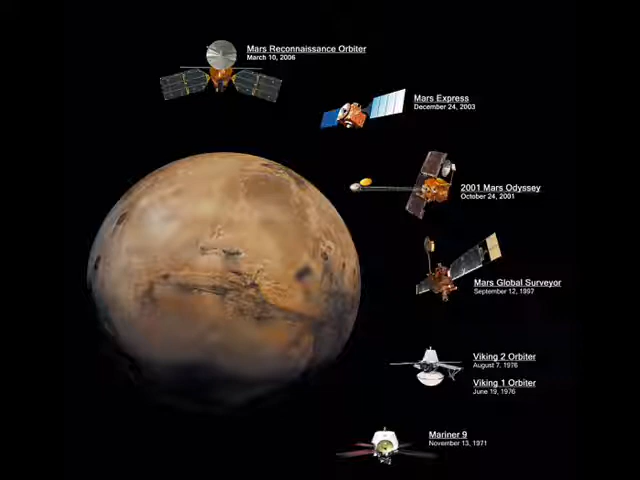 Mars Reconnaissance Orbiter
March 10, 2006
Mars Express
December 24, 2003
2001 Mars Odyssey
October 24, 2001
Mars Global Surveyor
September 12, 1997
Viking 2 Orbiter
August 7, 1976
Viking 1 Orbiter
June 19, 1976
Mariner 9
November 13, 1971